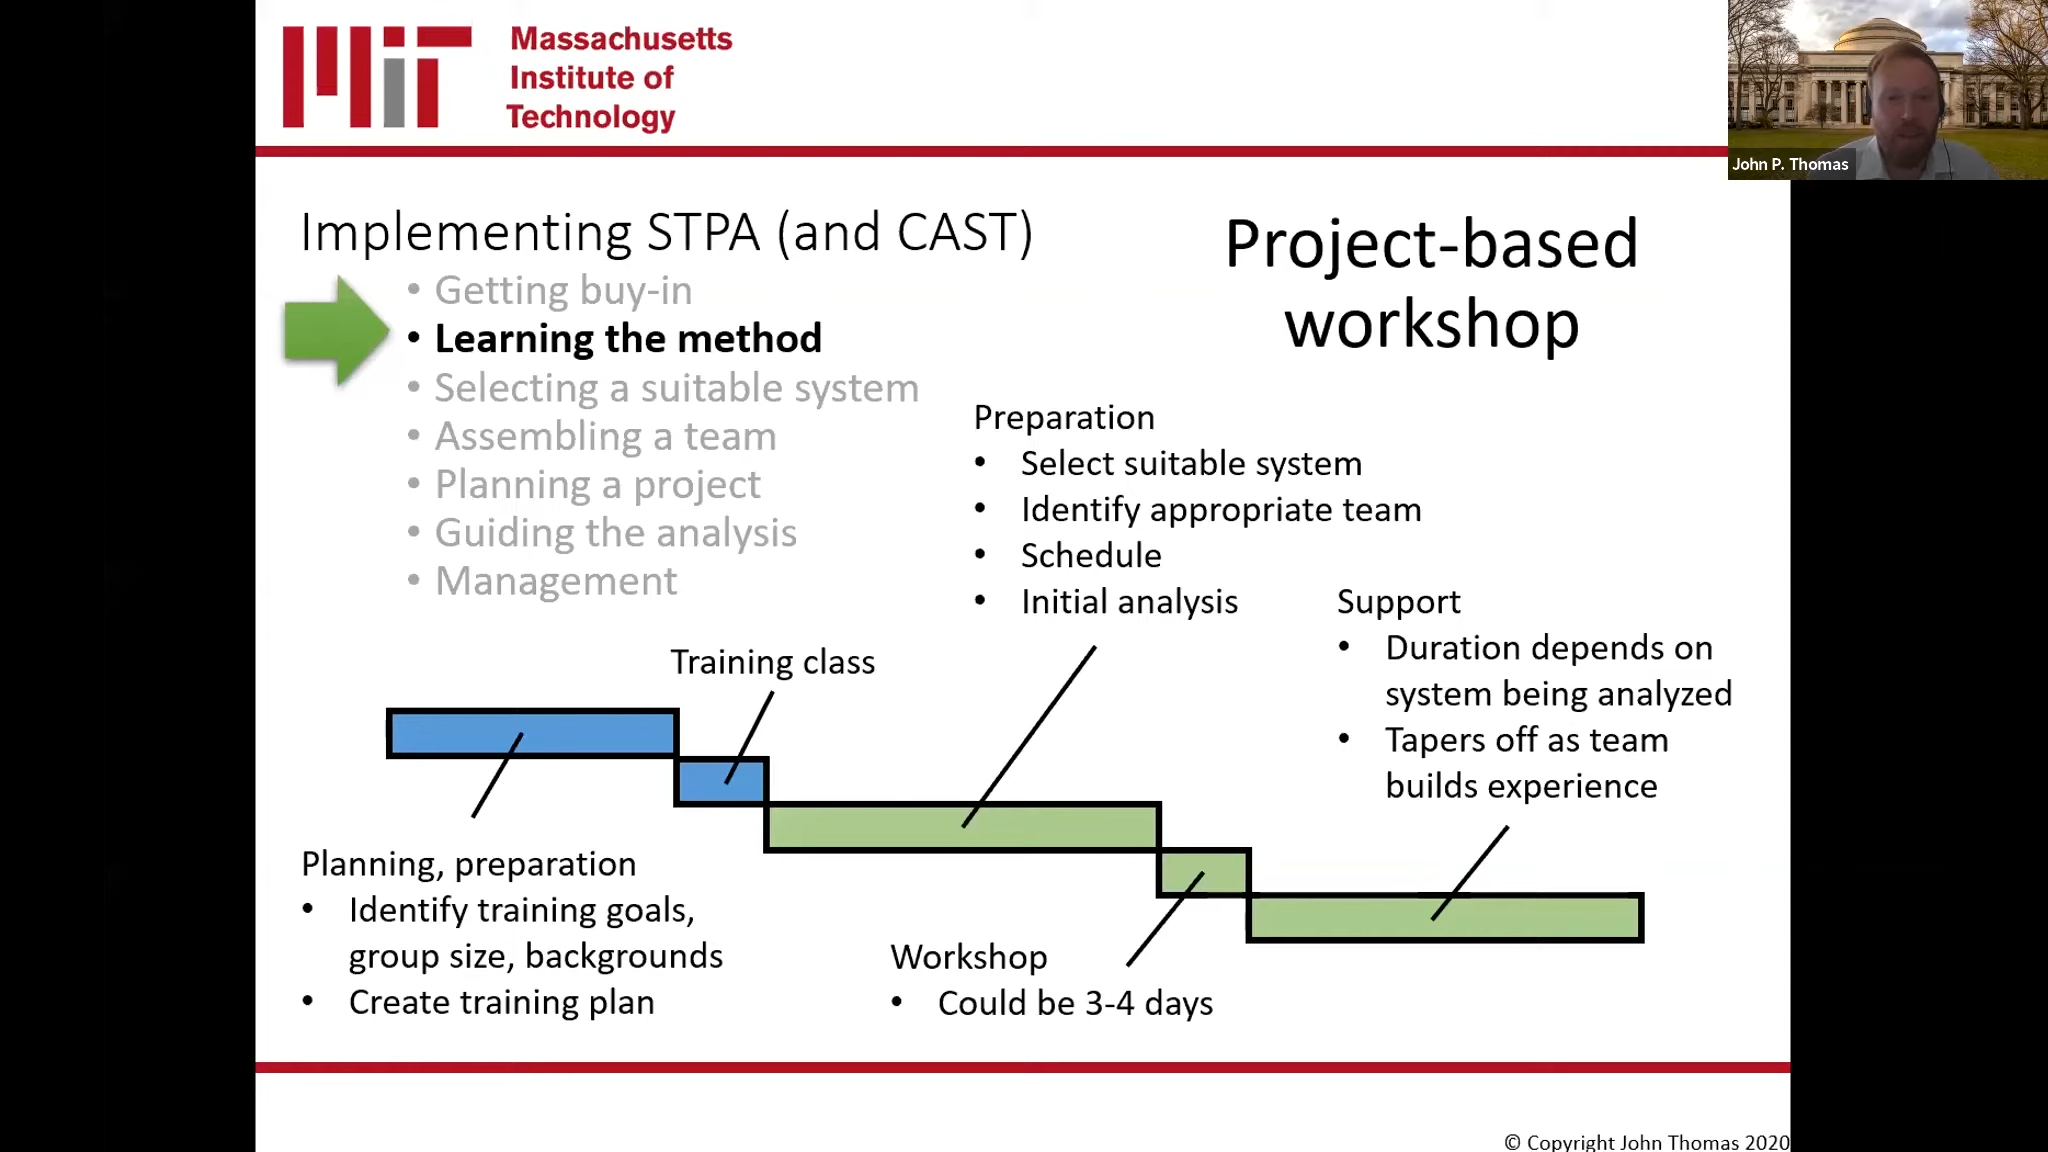 Massachusetts
Institute of
Technology
John P. Thomas
Implementing STPA (and CAST)
• Getting buy-in
• Learning the method
• Selecting a suitable system
• Assembling a team
• Planning a project
• Guiding the analysis
• Management
Project-based
workshop
Preparation
• Select suitable system
• Identify appropriate team
• Schedule
• Initial analysis
Support
• Duration depends on
system being analyzed
• Tapers off as team
builds experience
Training class
Planning, preparation
• Identify training goals,
group size, backgrounds
• Create training plan
Workshop
• Could be 3-4 days
© Copyright John Thomas 2020